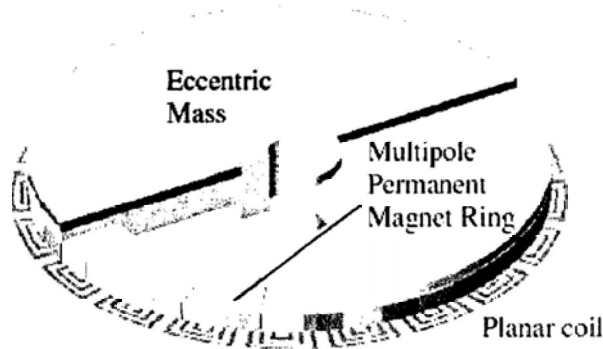 Eccentric
Mass
Multipole
Permanent
Magnet Ring
Planar coil